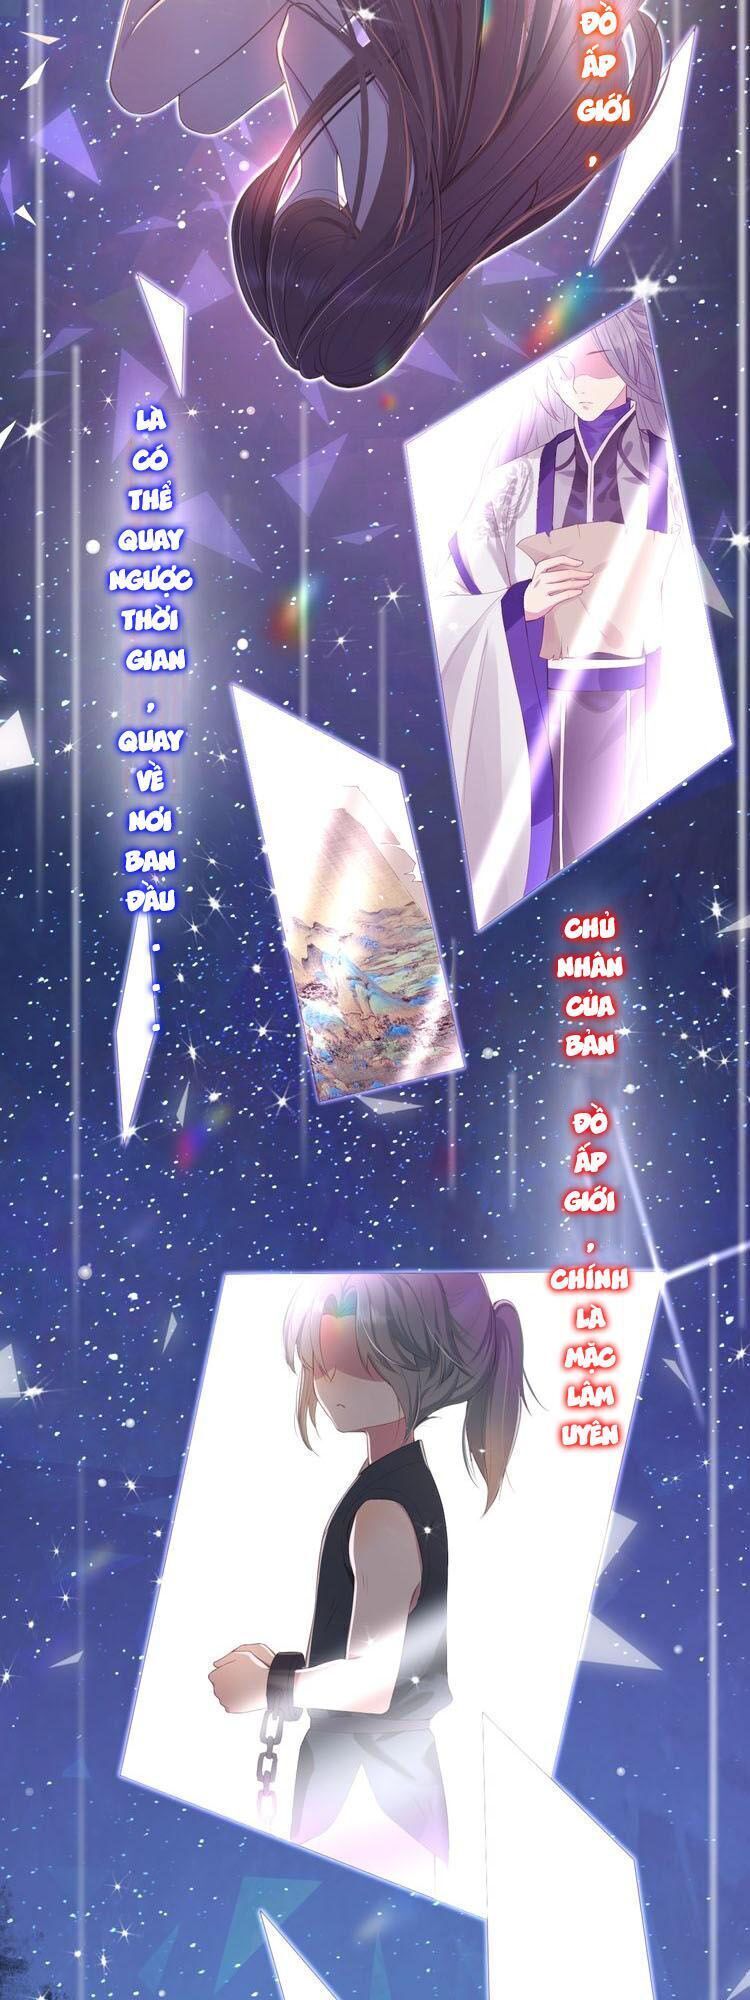 ĐỒ
ẤP
GIỚI
,
LÀ
CÓ
THỂ
QUAY
NGƯỢC
THỜI
GIAN
,
QUAY
VỀ
NƠI
BAN
ĐẦU
.
.
.
CHỦ
NHÂN
CỦA
BẢN
ĐỒ
ẤP
GIỚI
,
CHÍNH
LÀ
MẶC
LÂM
UYÊN